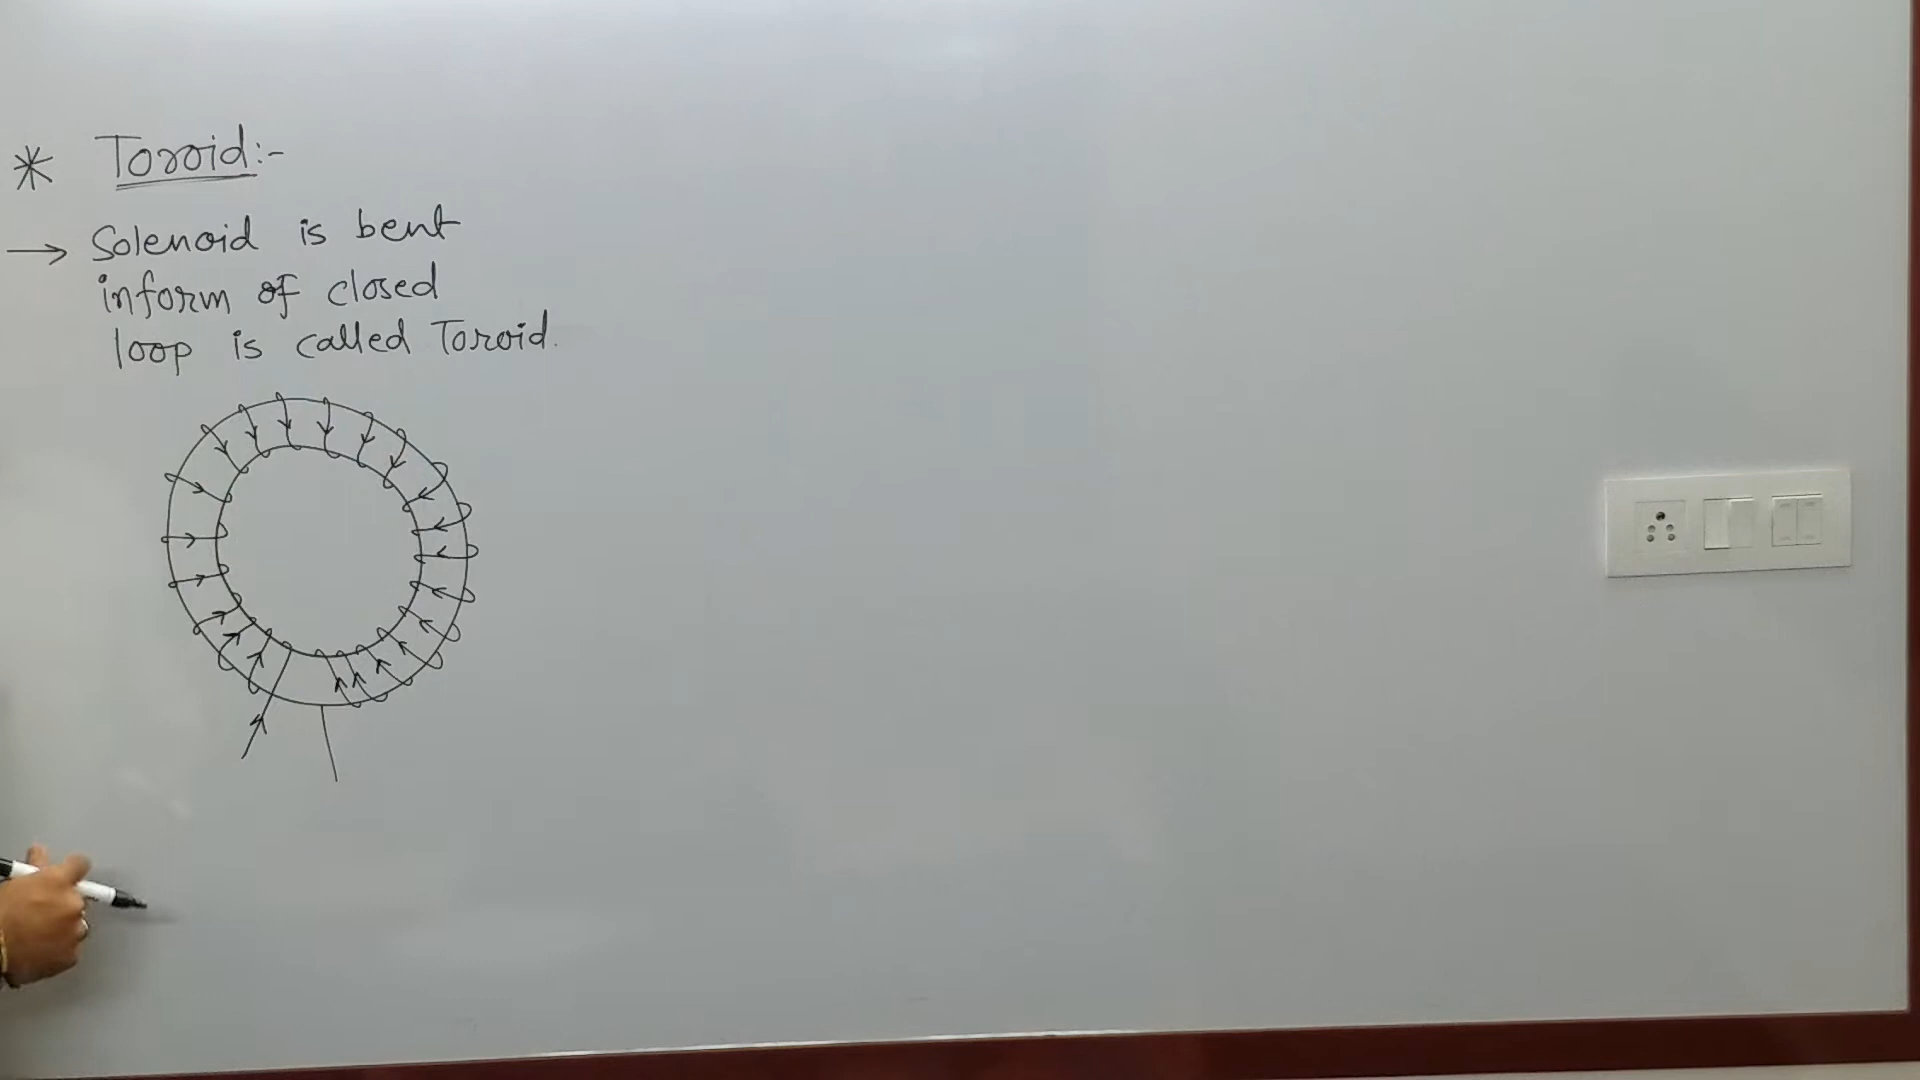 * Toroid:-
→ Solenoid is bent
inform of closed
loop is called Toroid.